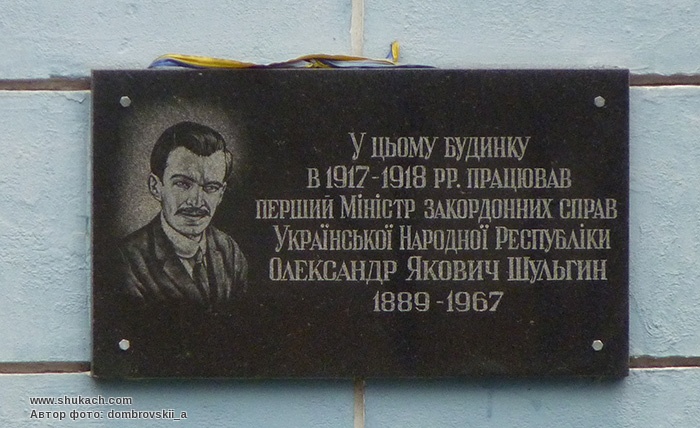 У цьому будинку
в 1917-1918 рр. працював
перший Міністр закордонних справ
Української Народної Республіки
Олександр Якович Шульгин
1889-1967
www.shukach.com
Автор фото: dombrovskii_a